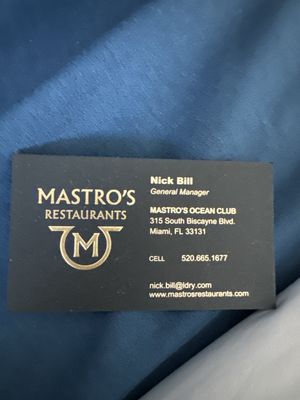 MASTRO'S
RESTAURANTS
M
Nick Bill
General Manager
MASTRO'S OCEAN CLUB
315 South Biscayne Blvd.
Miami, FL 33131
CELL 520.665.1677
nick.bill@ldry.com
www.mastrosrestaurants.com